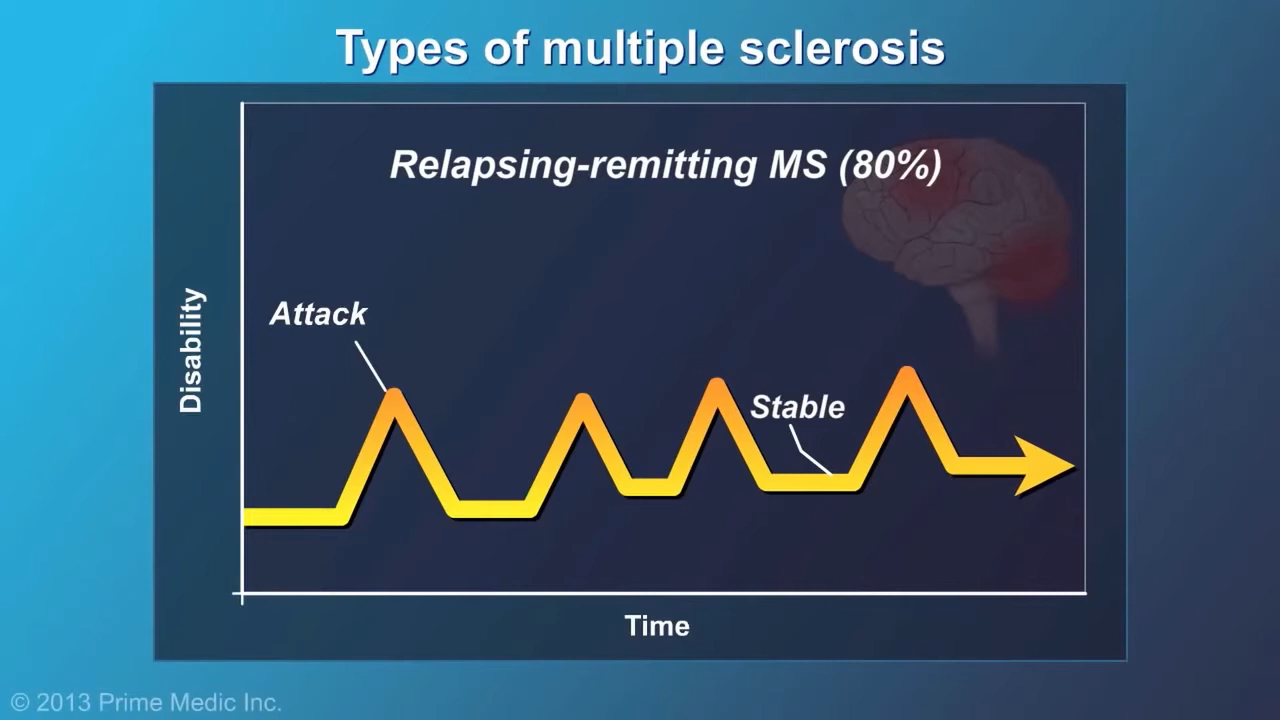 Types of multiple sclerosis
Relapsing-remitting MS (80%)
Attack
Stable
Disability
Time
© 2013 Prime Medic Inc.